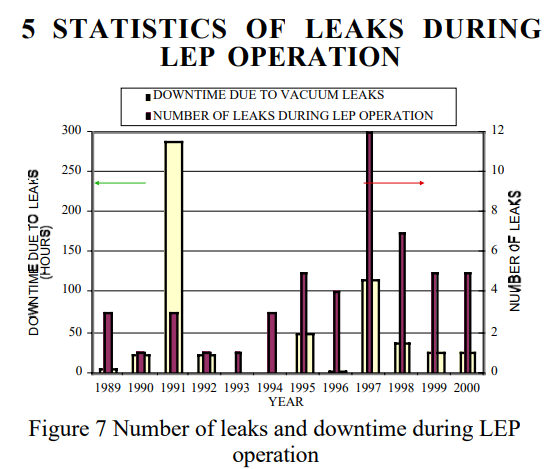 5 STATISTICS OF LEAKS DURING
LEP OPERATION
DOWNTIME DUE TO VACUUM LEAKS
NUMBER OF LEAKS DURING LEP OPERATION
DOWNTIME DUE TO LEAKS
(HOURS)
300
250
200
150
100
50
0
12
10
8
6
4
2
0
NUMBER OF LEAKS
1989 1990 1991 1992 1993 1994 1995 1996 1997 1998 1999 2000
YEAR
Figure 7 Number of leaks and downtime during LEP
operation